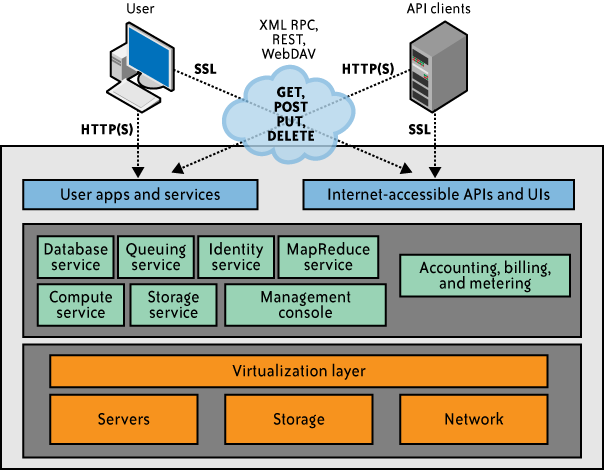 User
API clients
XML RPC,
REST,
WebDAV
SSL
HTTP(S)
GET,
POST
PUT,
DELETE
HTTP(S)
SSL
User apps and services
Internet-accessible APIs and UIs
Database
service
Queuing
service
Identity
service
MapReduce
service
Accounting, billing,
and metering
Compute
service
Storage
service
Management
console
Virtualization layer
Servers
Storage
Network